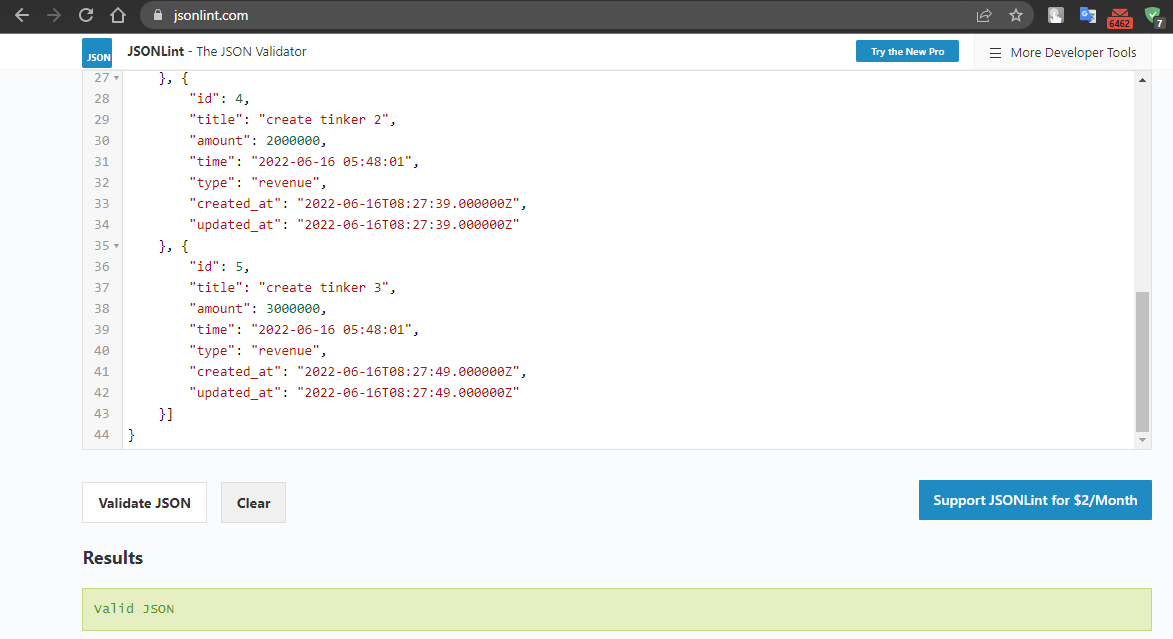 jsonlint.com
6462
7
JSON
JSONLint - The JSON Validator
Try the New Pro
More Developer Tools
27 }, {
28 "id": 4,
29 "title": "create tinker 2",
30 "amount": 2000000,
31 "time": "2022-06-16 05:48:01",
32 "type": "revenue",
33 "created_at": "2022-06-16T08:27:39.000000Z",
34 "updated_at": "2022-06-16T08:27:39.000000Z"
35 }, {
36 "id": 5,
37 "title": "create tinker 3",
38 "amount": 3000000,
39 "time": "2022-06-16 05:48:01",
40 "type": "revenue",
41 "created_at": "2022-06-16T08:27:49.000000Z",
42 "updated_at": "2022-06-16T08:27:49.000000Z"
43 }]
44 }
Validate JSON
Clear
Support JSONLint for $2/Month
Results
Valid JSON